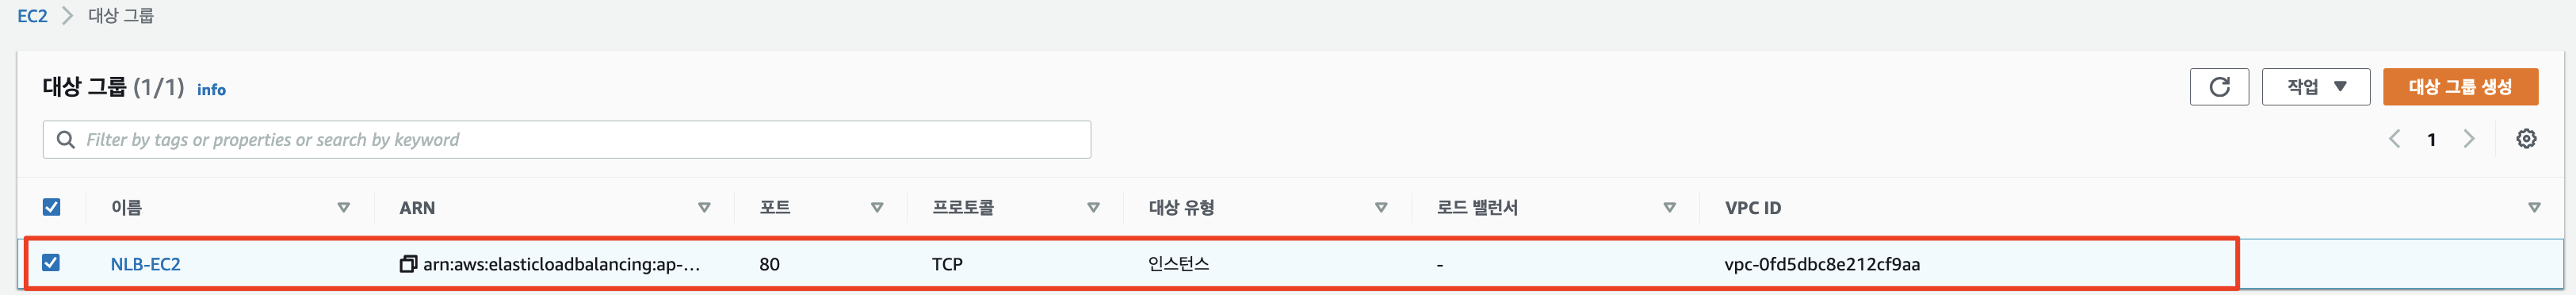 EC2 > 대상 그룹
대상 그룹 (1/1) info
작업 ▼ 대상 그룹 생성
Filter by tags or properties or search by keyword
< 1 >
이름 ARN 포트 프로토콜 대상 유형 로드 밸런서 VPC ID
NLB-EC2 arn:aws:elasticloadbalancing:ap-... 80 TCP 인스턴스 - vpc-0fd5dbc8e212cf9aa